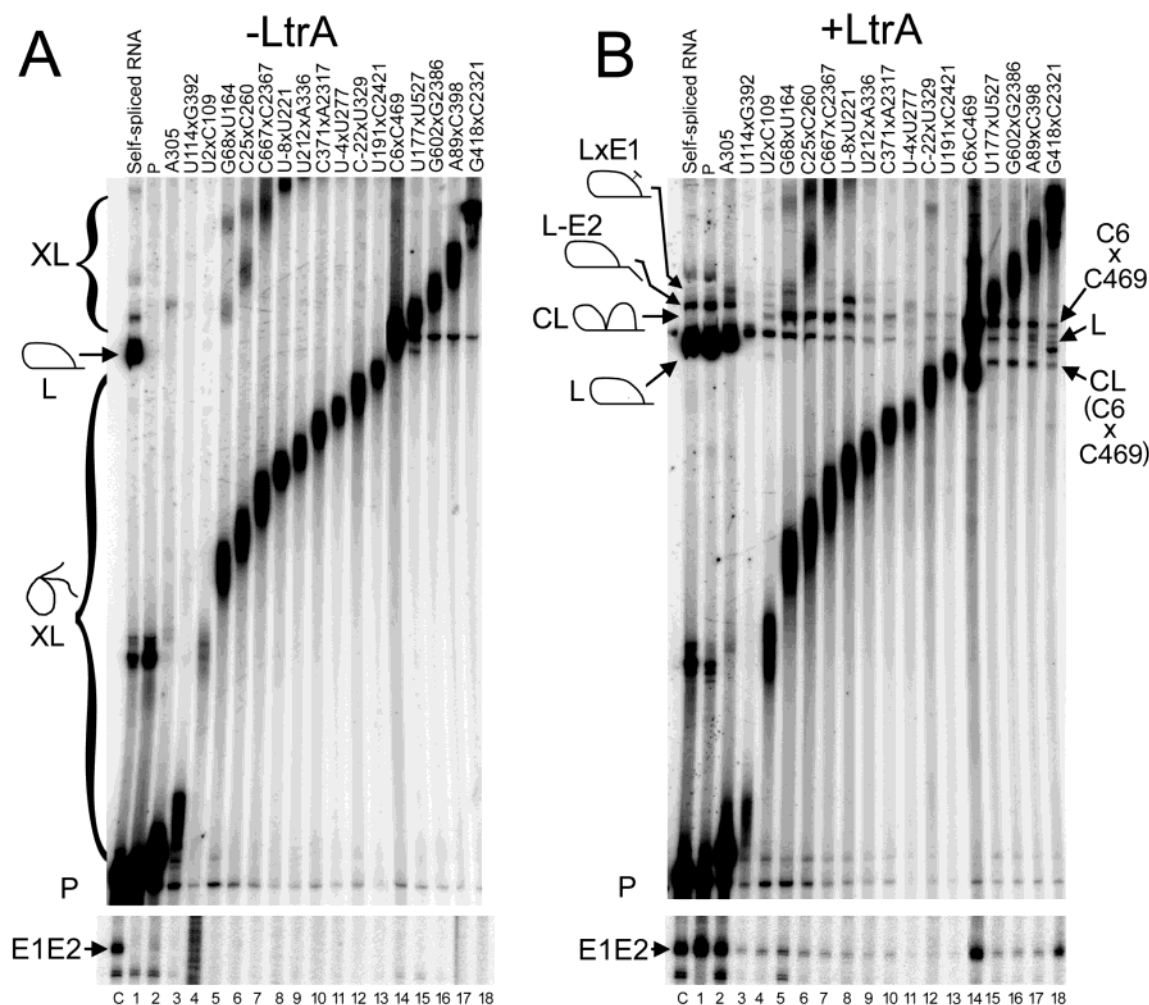 A
-LtrA
Self-spliced RNA
P
A305
U114xG392
U2xC109
G68xU164
C25xC260
C667xC2367
U-8xU221
U212xA336
C371xA2317
U-4xU277
C-22xU329
U191xC2421
C6xC469
U177xU527
G602xG2386
A89xC398
G418xC2321
XL
L
XL
P
E1E2
C 1 2 3 4 5 6 7 8 9 10 11 12 13 14 15 16 17 18
B
+LtrA
Self-spliced RNA
P
A305
U114xG392
U2xC109
G68xU164
C25xC260
C667xC2367
U-8xU221
U212xA336
C371xA2317
U-4xU277
C-22xU329
U191xC2421
C6xC469
U177xU527
G602xG2386
A89xC398
G418xC2321
LxE1
L-E2
CL
L
C6
x
C469
L
CL
(C6
x
C469)
P
E1E2
C 1 2 3 4 5 6 7 8 9 10 11 12 13 14 15 16 17 18